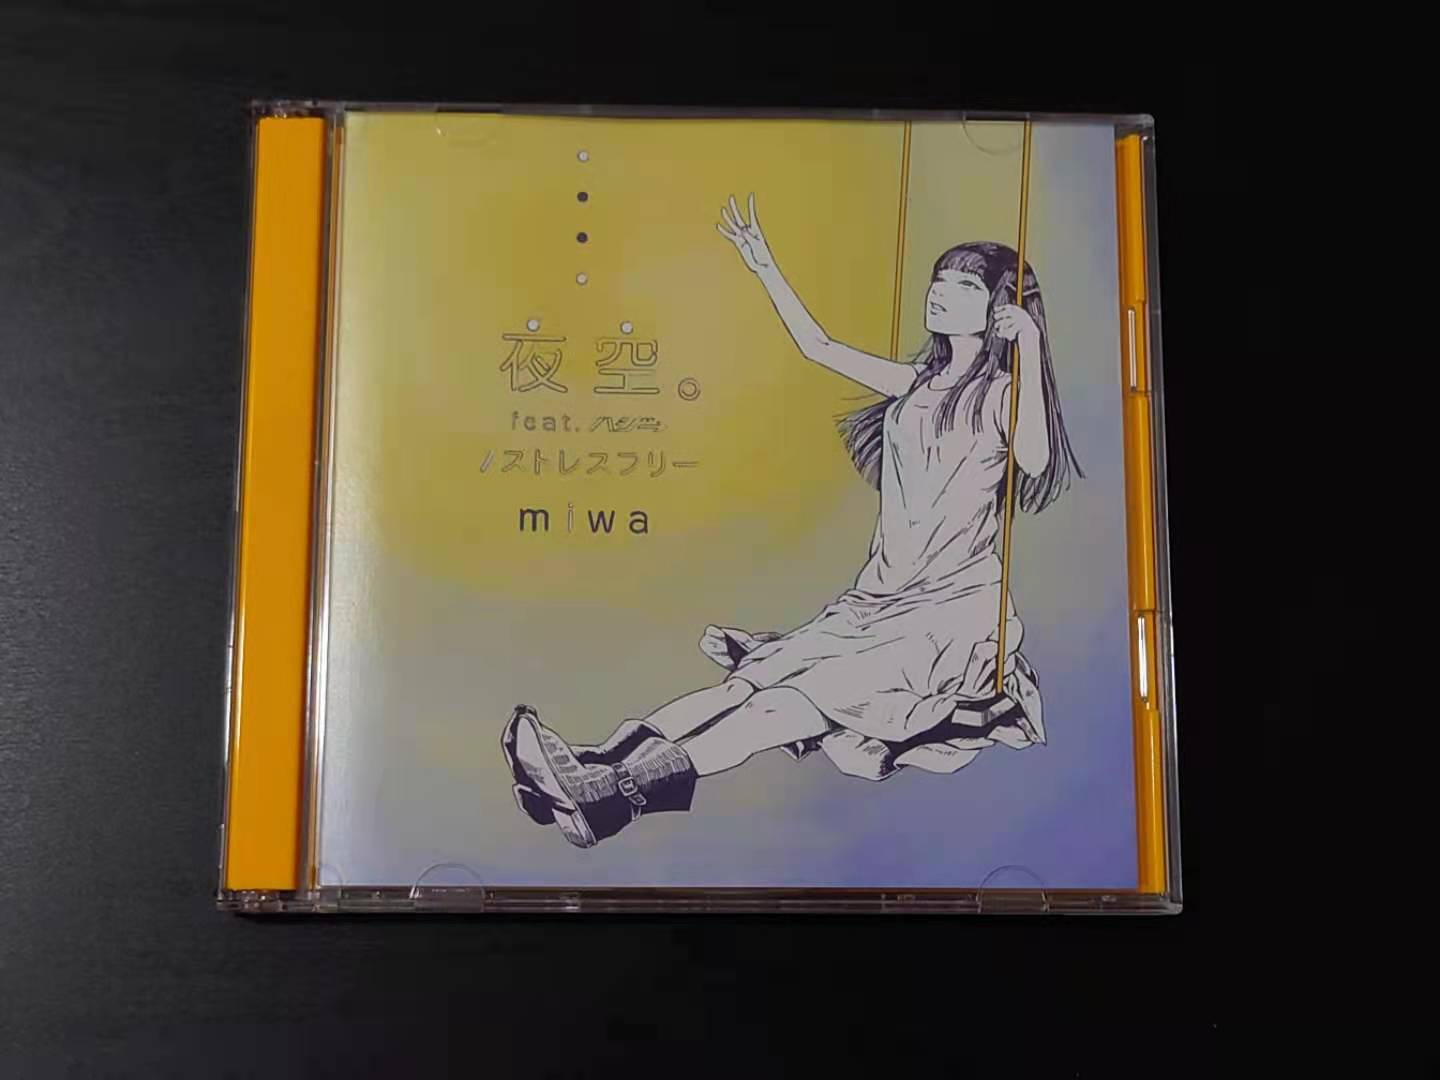 夜空。
feat. ハジ→
/ストレスフリー
miwa